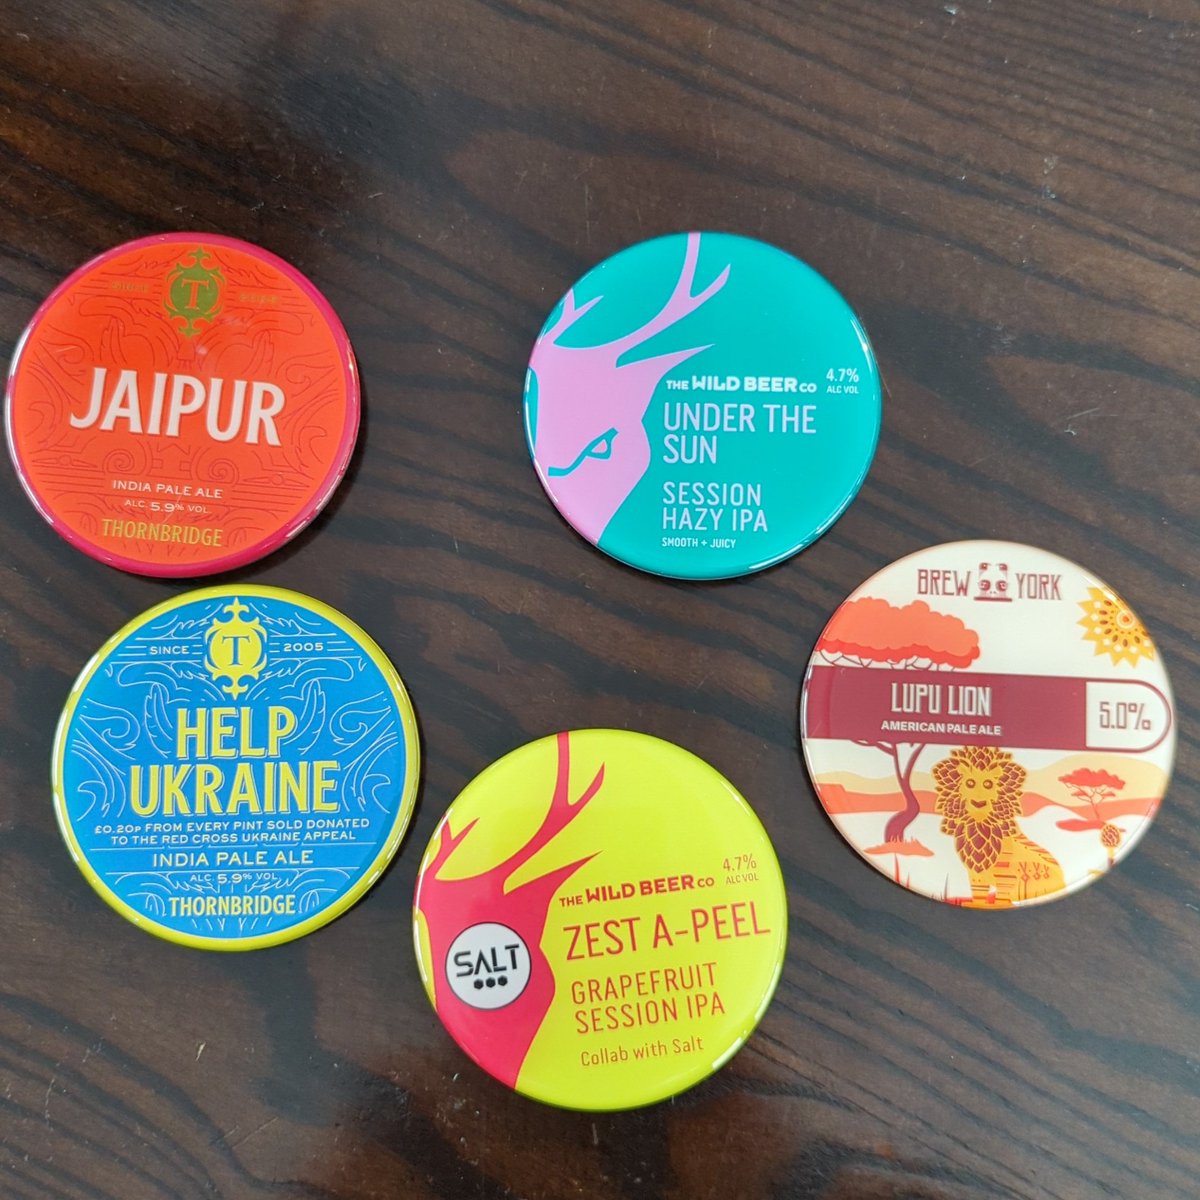 T
JAIPUR
INDIA PALE ALE
ALC. 5.9% VOL.
THORNBRIDGE
THE WILD BEER CO
4.7%
ALC VOL
UNDER THE
SUN
SESSION
HAZY IPA
SMOOTH + JUICY
BREW YORK
LUPU LION
AMERICAN PALE ALE
5.0%
SINCE T 2005
HELP
UKRAINE
£0.20P FROM EVERY PINT SOLD DONATED
TO THE RED CROSS UKRAINE APPEAL
INDIA PALE ALE
ALC. 5.9% VOL.
THORNBRIDGE
THE WILD BEER CO
4.7%
ALC VOL
ZEST A-PEEL
SALT
GRAPEFRUIT
SESSION IPA
Collab with Salt